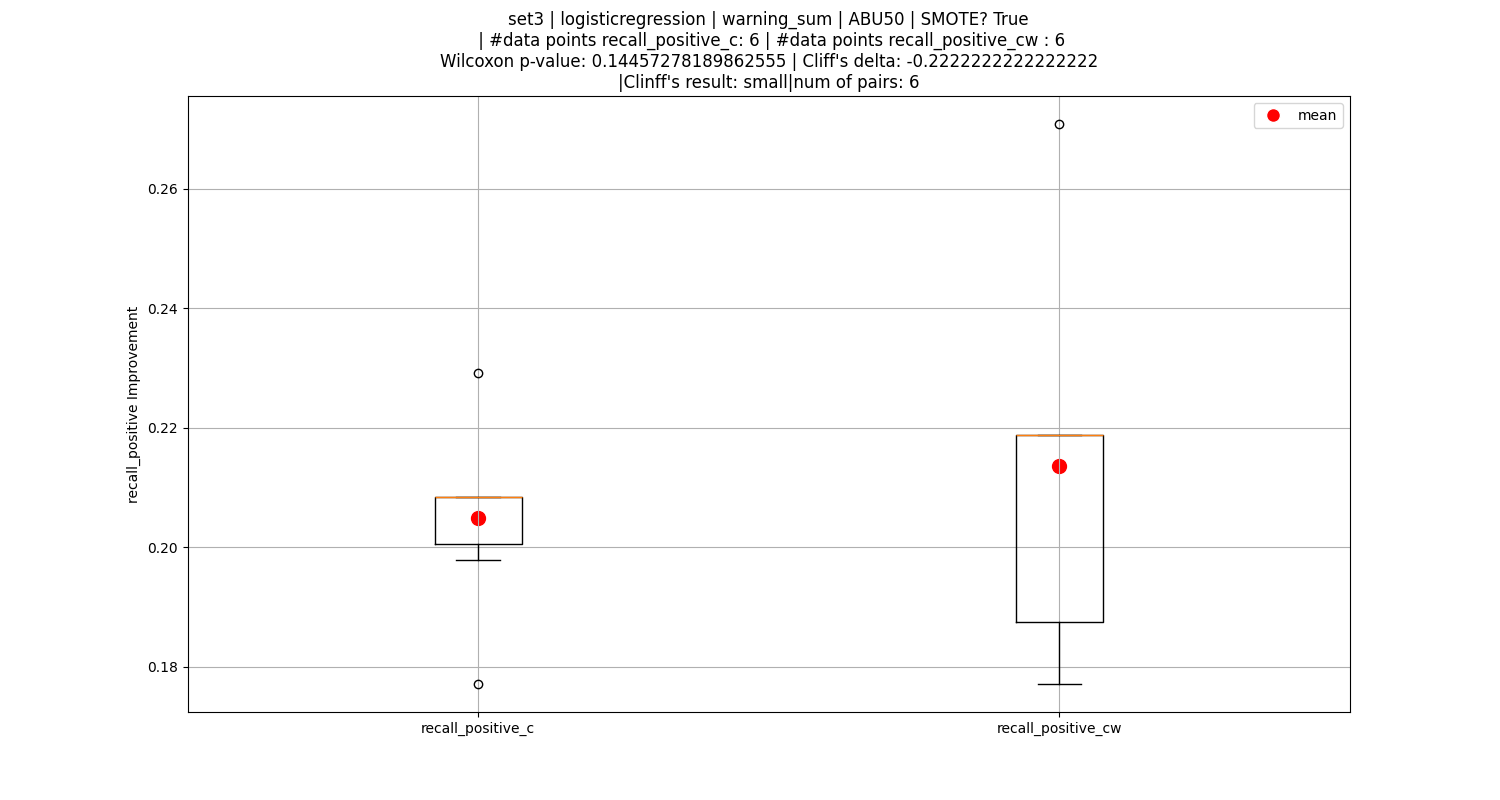 set3 | logisticregression | warning_sum | ABU50 | SMOTE? True
| #data points recall_positive_c: 6 | #data points recall_positive_cw : 6
Wilcoxon p-value: 0.14457278189862555 | Cliff's delta: -0.2222222222222222
|Clinff's result: small|num of pairs: 6
mean
recall_positive Improvement
0.26
0.24
0.22
0.20
0.18
recall_positive_c
recall_positive_cw